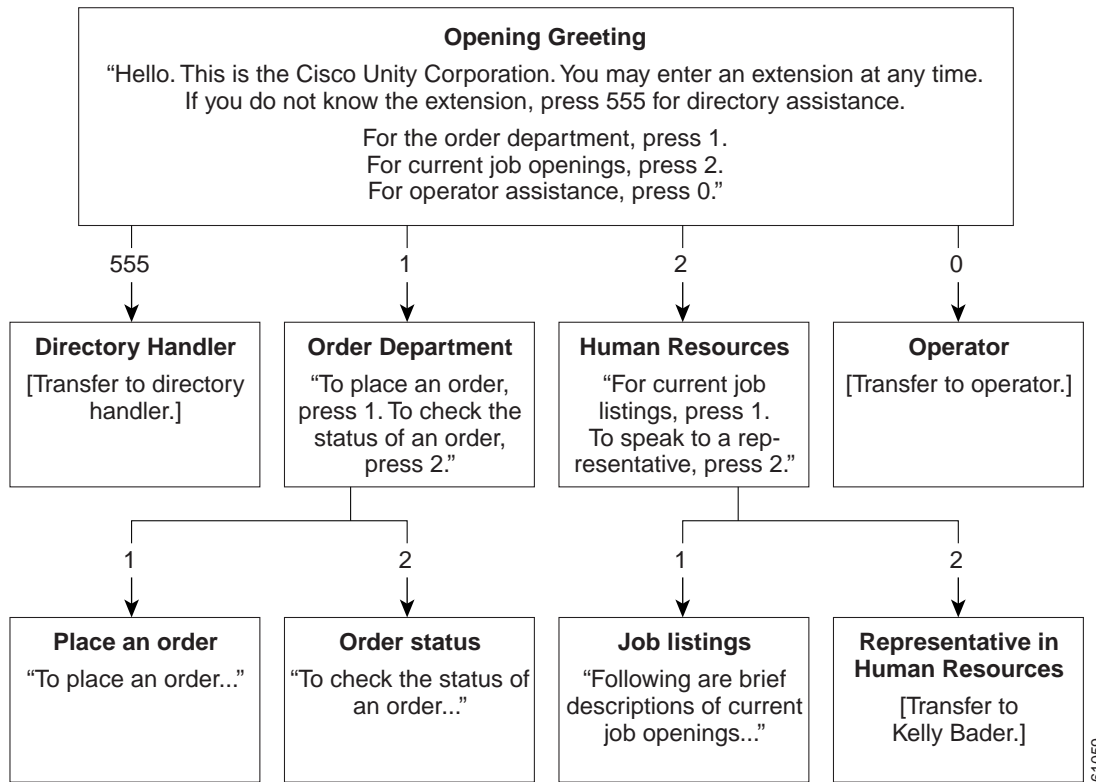 Opening Greeting
“Hello. This is the Cisco Unity Corporation. You may enter an extension at any time.
If you do not know the extension, press 555 for directory assistance.
For the order department, press 1.
For current job openings, press 2.
For operator assistance, press 0.”
555
1
2
0
Directory Handler
[Transfer to directory
handler.]
Order Department
“To place an order,
press 1. To check the
status of an order,
press 2.”
Human Resources
“For current job
listings, press 1.
To speak to a rep-
resentative, press 2.”
Operator
[Transfer to operator.]
1
2
1
2
Place an order
“To place an order...”
Order status
“To check the status of
an order...”
Job listings
“Following are brief
descriptions of current
job openings...”
Representative in
Human Resources
[Transfer to
Kelly Bader.]